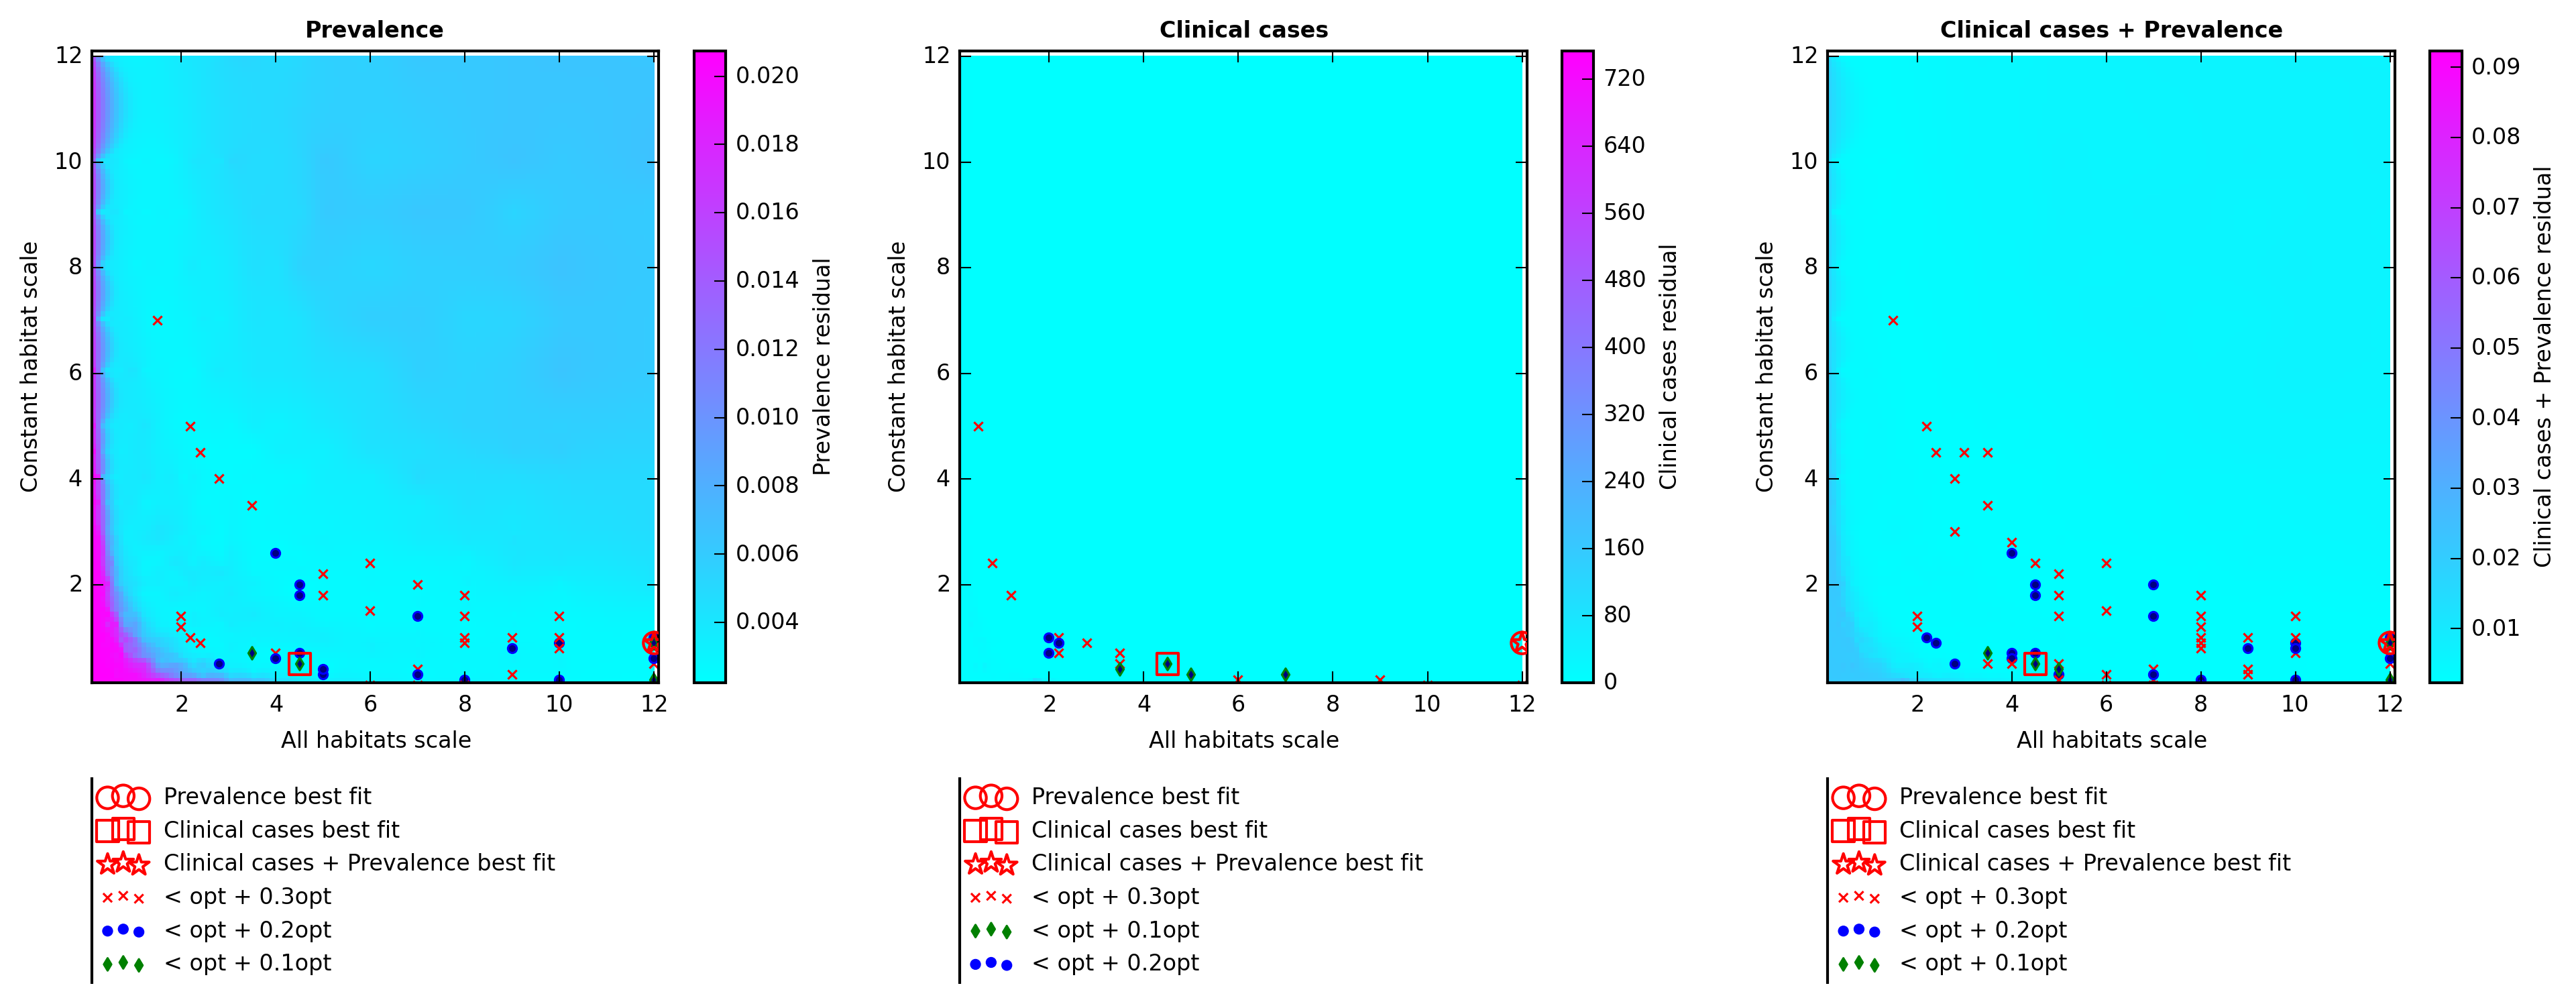 Prevalence
12
10
8
6
4
2
Constant habitat scale
2 4 6 8 10 12
All habitats scale
0.020
0.018
0.016
0.014
0.012
0.010
0.008
0.006
0.004
Prevalence residual
Prevalence best fit
Clinical cases best fit
Clinical cases + Prevalence best fit
< opt + 0.3opt
< opt + 0.2opt
< opt + 0.1opt
Clinical cases
12
10
8
6
4
2
Constant habitat scale
2 4 6 8 10 12
All habitats scale
720
640
560
480
400
320
240
160
80
0
Clinical cases residual
Prevalence best fit
Clinical cases best fit
Clinical cases + Prevalence best fit
< opt + 0.3opt
< opt + 0.1opt
< opt + 0.2opt
Clinical cases + Prevalence
12
10
8
6
4
2
Constant habitat scale
2 4 6 8 10 12
All habitats scale
0.09
0.08
0.07
0.06
0.05
0.04
0.03
0.02
0.01
Clinical cases + Prevalence residual
Prevalence best fit
Clinical cases best fit
Clinical cases + Prevalence best fit
< opt + 0.3opt
< opt + 0.2opt
< opt + 0.1opt